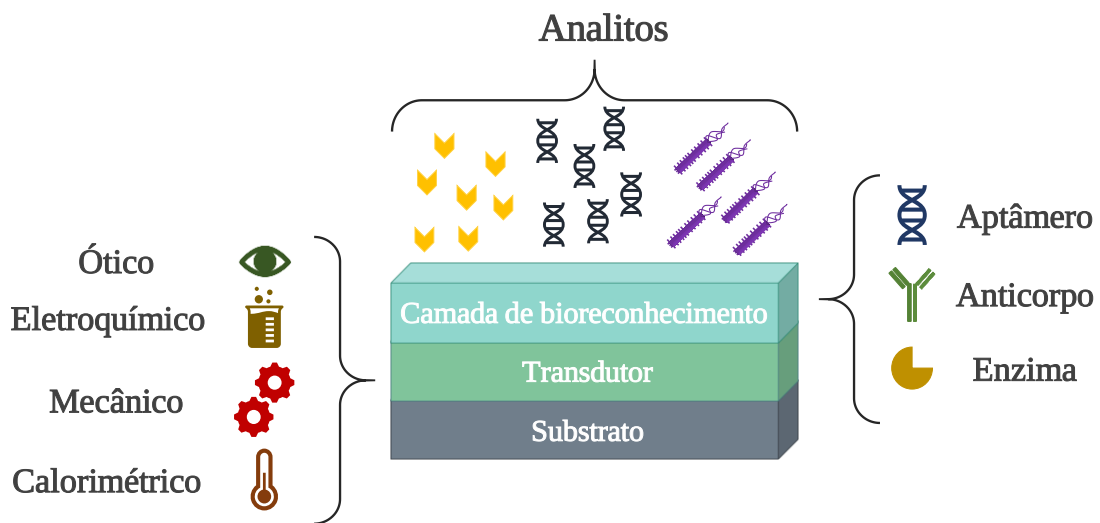 Analitos
Ótico
Eletroquímico
Mecânico
Calorimétrico
Camada de bioreconhecimento
Transdutor
Substrato
Aptâmero
Anticorpo
Enzima